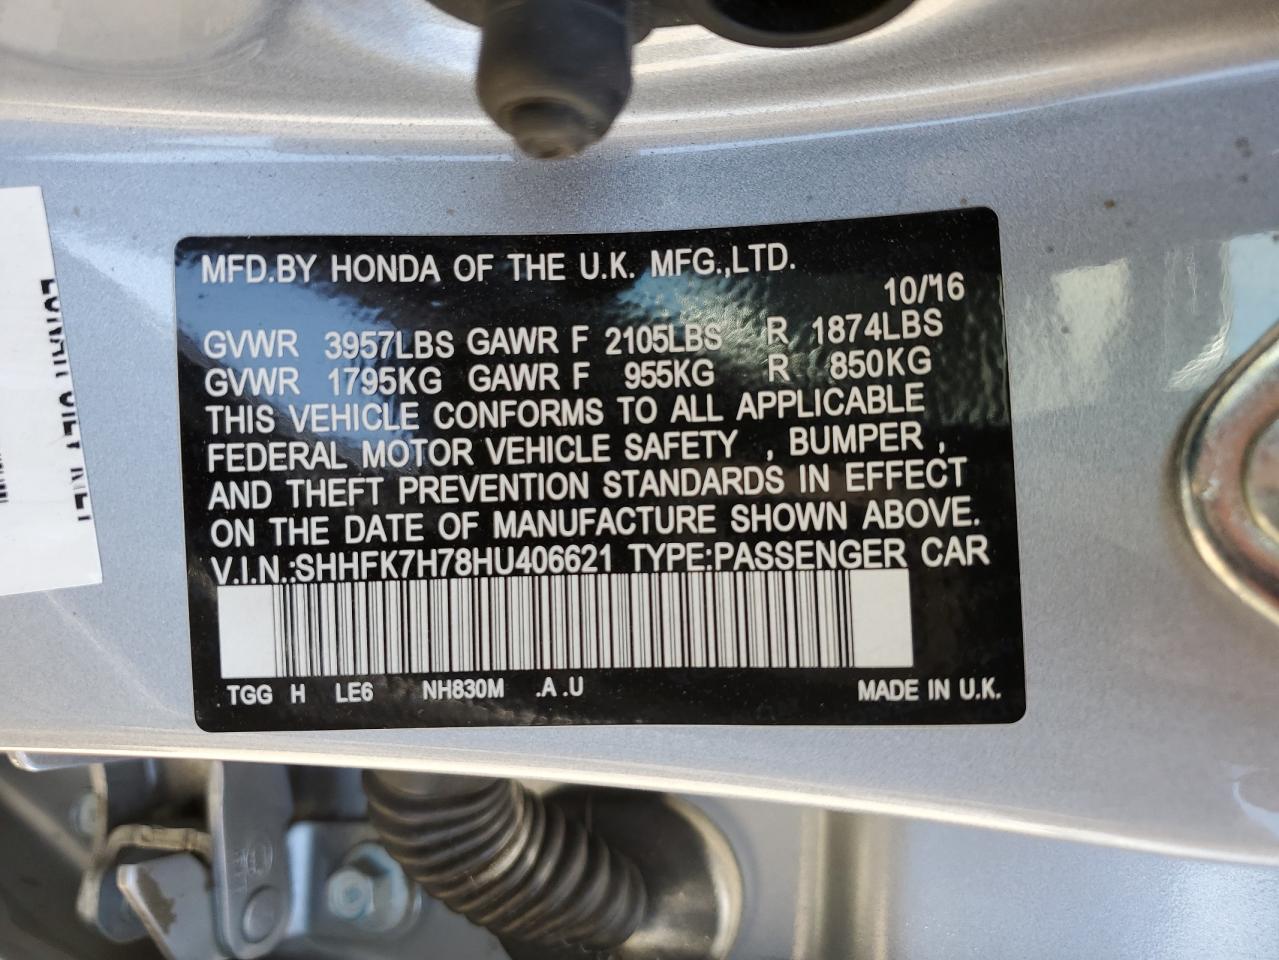 MFD.BY HONDA OF THE U.K. MFG.,LTD.
10/'16
GVWR 3957LBS GAWR F 2105LBS R 1874LBS
GVWR 1795KG GAWR F 955KG R 850KG
THIS VEHICLE CONFORMS TO ALL APPLICABLE
FEDERAL MOTOR VEHICLE SAFETY , BUMPER ,
AND THEFT PREVENTION STANDARDS IN EFFECT
ON THE DATE OF MANUFACTURE SHOWN ABOVE.
V.I.N.:SHHFK7H78HU406621 TYPE:PASSENGER CAR
TGG H LE6 NH830M .A .U MADE IN U.K.